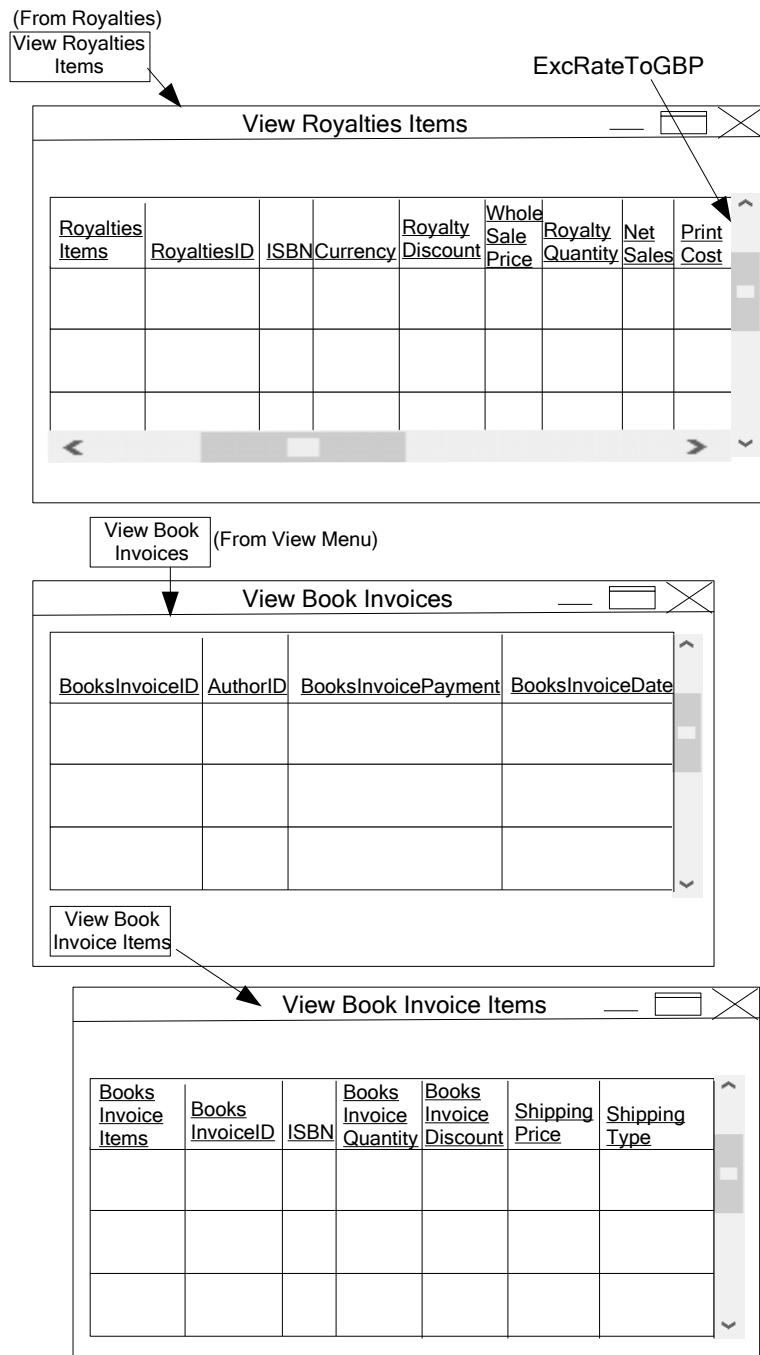 (From Royalties)
View Royalties
Items
ExcRateToGBP
View Royalties Items
Royalties
Items
RoyaltiesID
ISBN
Currency
Royalty
Discount
Whole
Sale
Price
Royalty
Quantity
Net
Sales
Print
Cost
View Book
Invoices
(From View Menu)
View Book Invoices
BooksInvoiceID
AuthorID
BooksInvoicePayment
BooksInvoiceDate
View Book
Invoice Items
View Book Invoice Items
Books
Invoice
Items
Books
InvoiceID
ISBN
Books
Invoice
Quantity
Books
Invoice
Discount
Shipping
Price
Shipping
Type